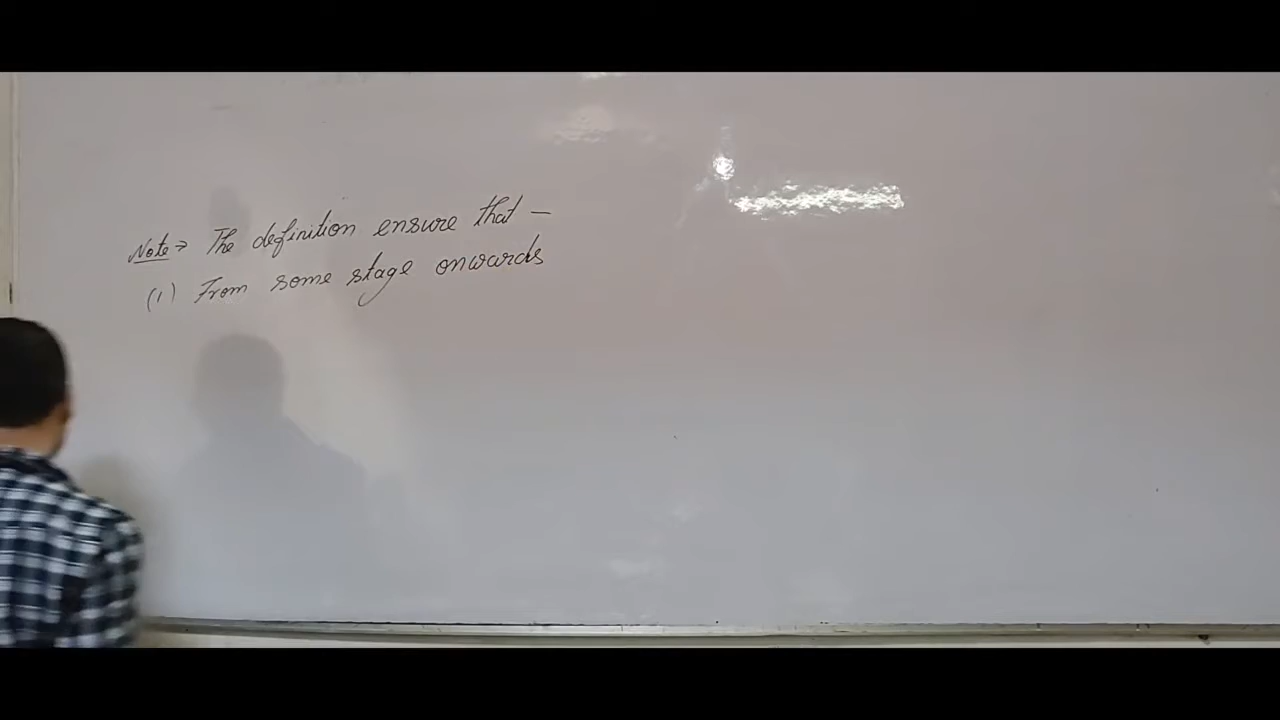 Note → The definition ensure that –
(1) From some stage onwards